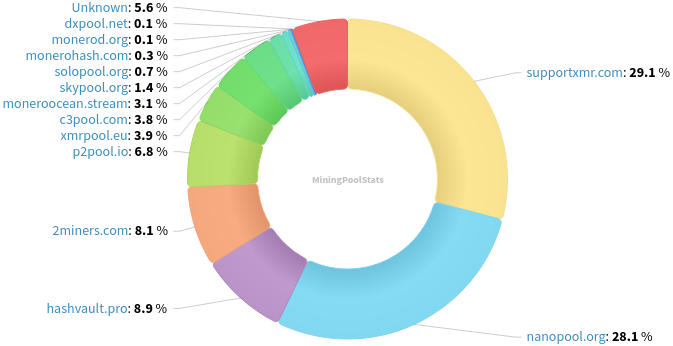 Unknown: 5.6 %
dxpool.net: 0.1 %
monerod.org: 0.1 %
monerohash.com: 0.3 %
solopool.org: 0.7 %
skypool.org: 1.4 %
moneroocean.stream: 3.1 %
c3pool.com: 3.8 %
xmrpool.eu: 3.9 %
p2pool.io: 6.8 %
2miners.com: 8.1 %
hashvault.pro: 8.9 %
supportxmr.com: 29.1 %
nanopool.org: 28.1 %
MiningPoolStats